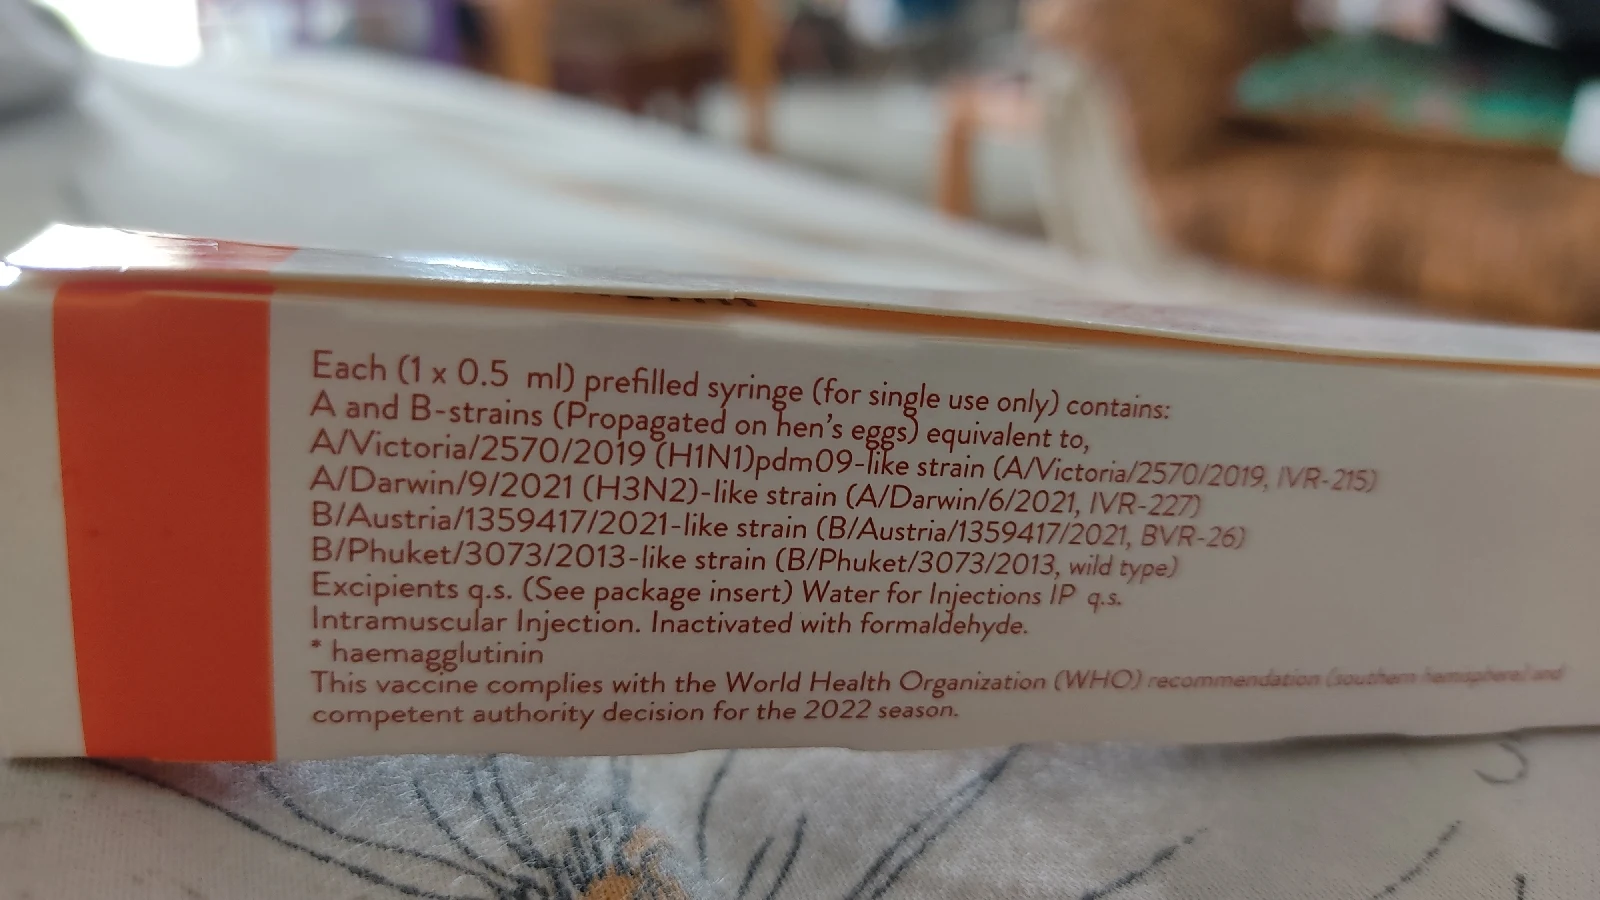 Each (1 x 0.5 ml) prefilled syringe (for single use only) contains:
A and B-strains (Propagated on hen's eggs) equivalent to,
A/Victoria/2570/2019 (H1N1)pdm09-like strain (A/Victoria/2570/2019, IVR-215)
A/Darwin/9/2021 (H3N2)-like strain (A/Darwin/6/2021, IVR-227)
B/Austria/1359417/2021-like strain (B/Austria/1359417/2021, BVR-26)
B/Phuket/3073/2013-like strain (B/Phuket/3073/2013, wild type)
Excipients q.s. (See package insert) Water for Injections IP q.s.
Intramuscular Injection. Inactivated with formaldehyde.
* haemagglutinin
This vaccine complies with the World Health Organization (WHO) recommendation (southern hemisphere) and
competent authority decision for the 2022 season.